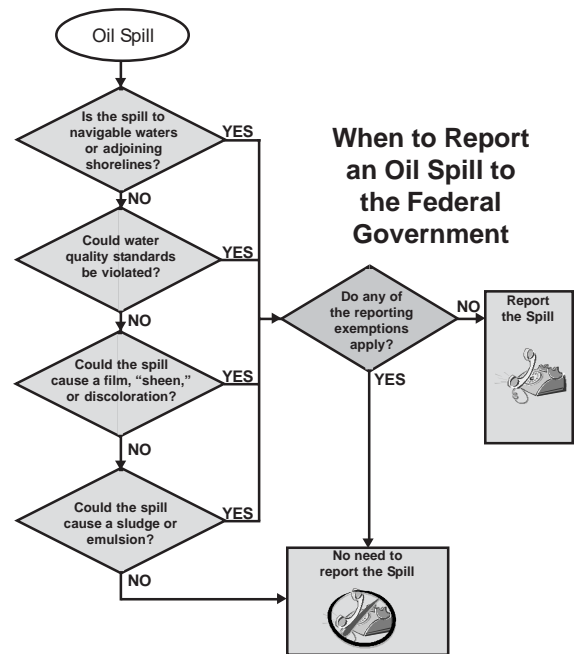 Oil Spill
Is the spill to
navigable waters
or adjoining
shorelines?
YES
NO
When to Report
an Oil Spill to
the Federal
Government
Could water
quality standards
be violated?
YES
NO
Do any of
the reporting
exemptions
apply?
NO
YES
Report
the Spill
Could the spill
cause a film, “sheen,”
or discoloration?
YES
NO
Could the spill
cause a sludge or
emulsion?
YES
NO
No need to
report the Spill